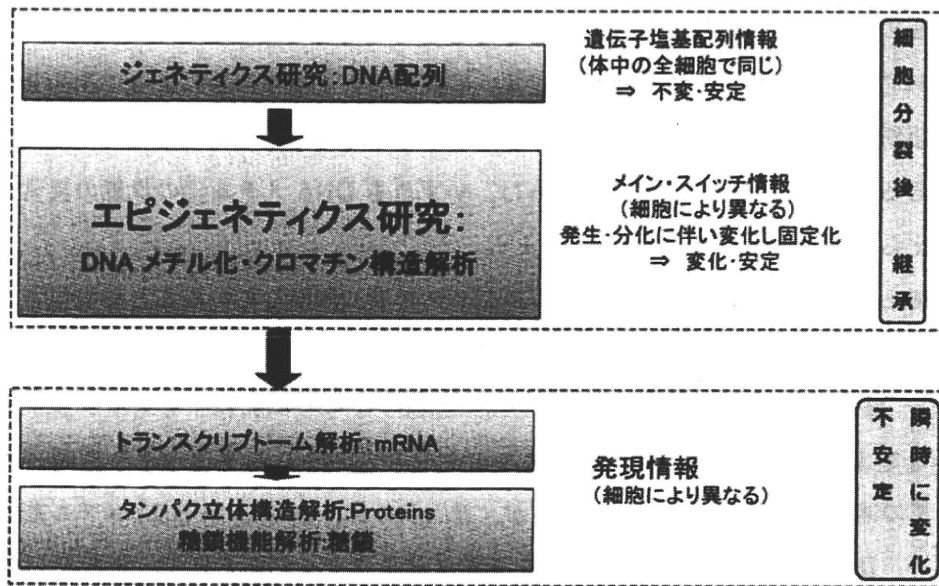 ジェネティクス研究:DNA配列
遺伝子塩基配列情報
(体中の全細胞で同じ)
⇒ 不変・安定
エピジェネティクス研究:
DNA メチル化・クロマチン構造解析
メイン・スイッチ情報
(細胞により異なる)
発生・分化に伴い変化し固定化
⇒ 変化・安定
細胞分裂後 継承
トランスクリプトーム解析:mRNA
タンパク立体構造解析:Proteins
糖鎖機能解析:糖鎖
発現情報
(細胞により異なる)
瞬時に変化
不安定